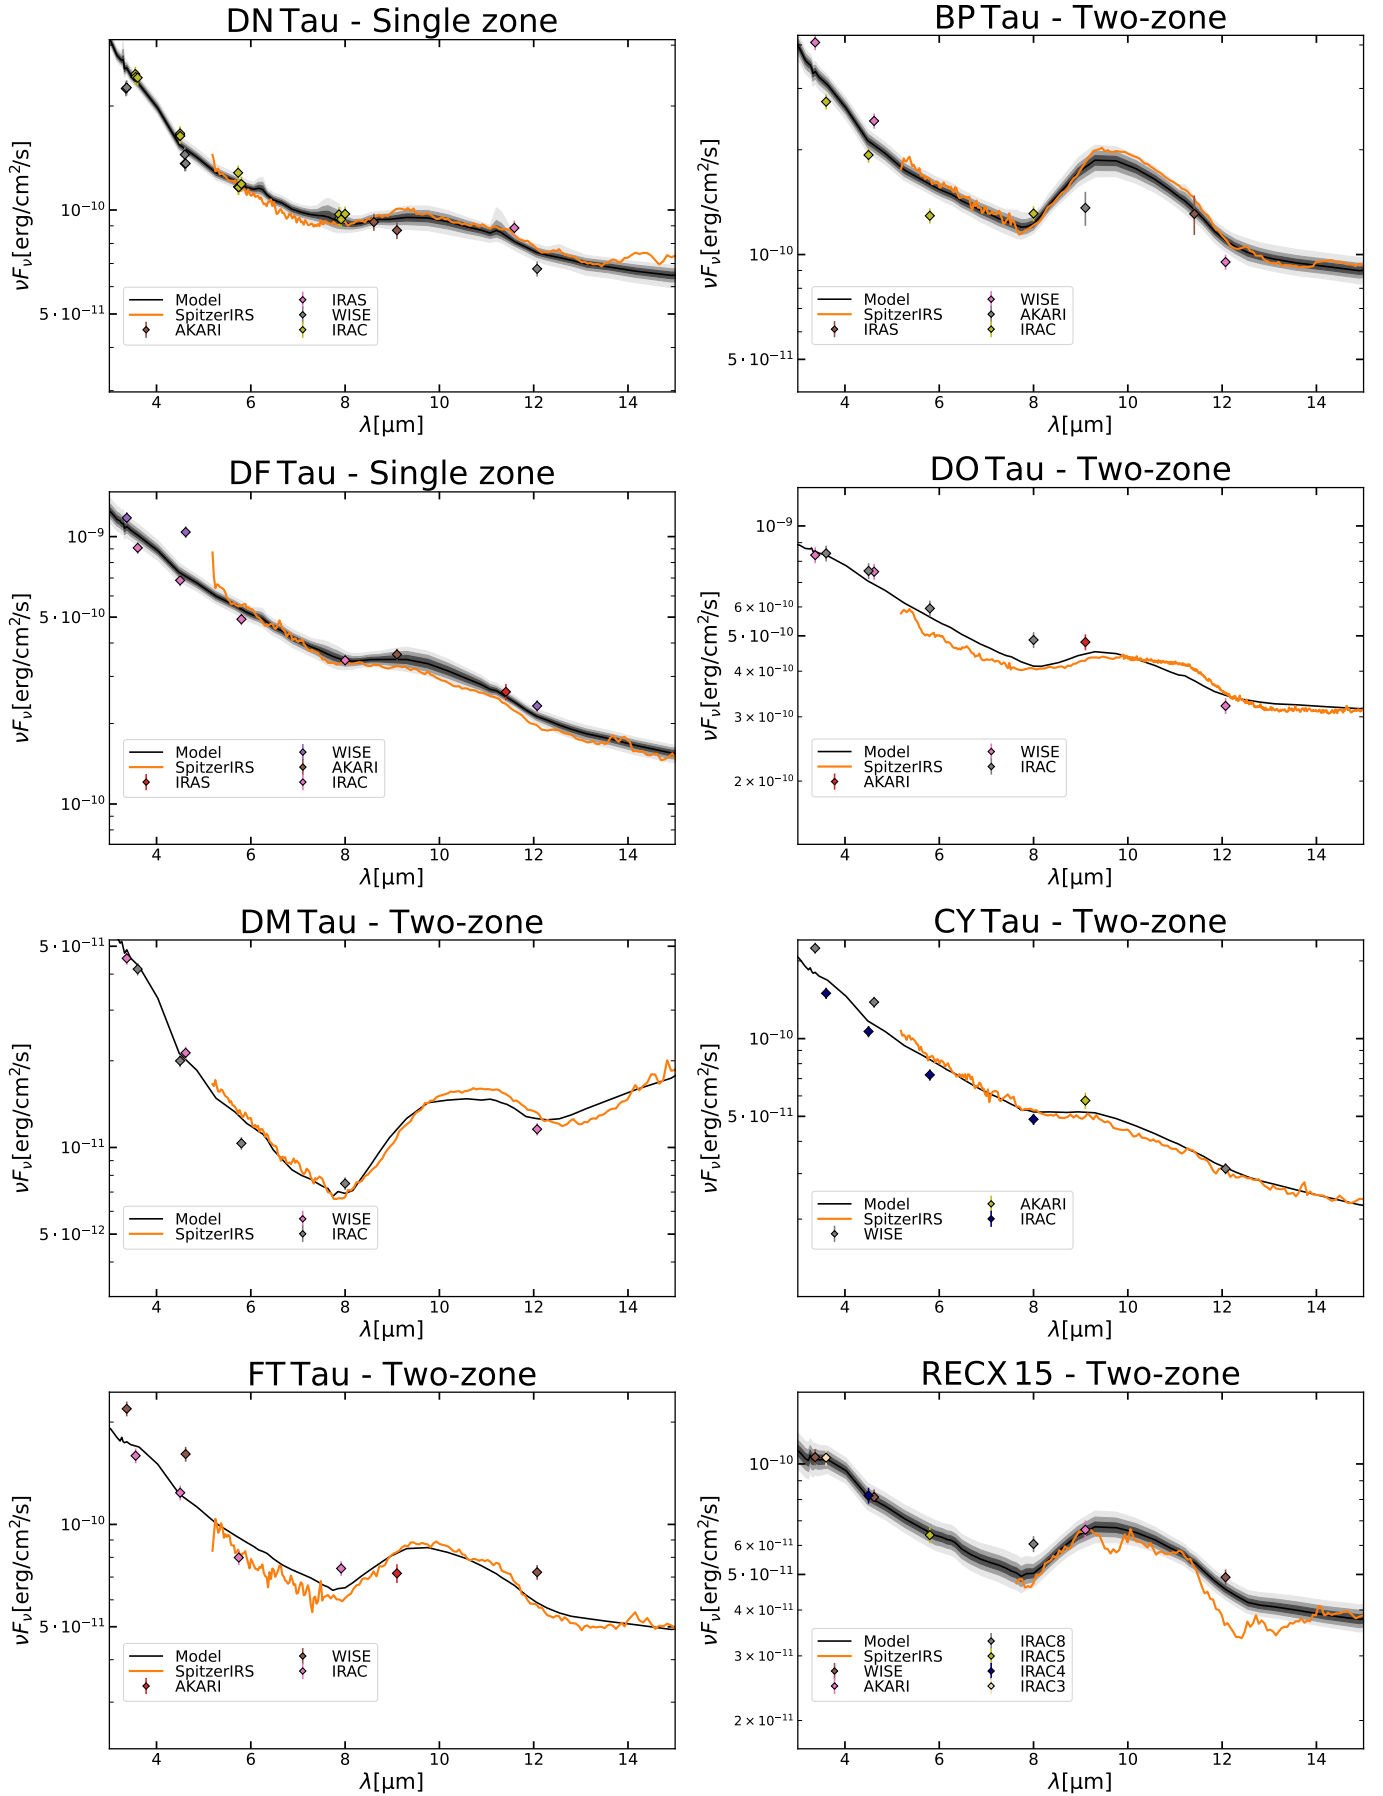 DN Tau - Single zone
νFν[erg/cm²/s]
10⁻¹⁰
5·10⁻¹¹
Model
SpitzerIRS
AKARI
IRAS
WISE
IRAC
4 6 8 10 12 14
λ[μm]
BP Tau - Two-zone
νFν[erg/cm²/s]
10⁻¹⁰
5·10⁻¹¹
Model
SpitzerIRS
IRAS
WISE
AKARI
IRAC
4 6 8 10 12 14
λ[μm]
DF Tau - Single zone
νFν[erg/cm²/s]
10⁻⁹
5·10⁻¹⁰
10⁻¹⁰
Model
SpitzerIRS
IRAS
WISE
AKARI
IRAC
4 6 8 10 12 14
λ[μm]
DO Tau - Two-zone
νFν[erg/cm²/s]
10⁻⁹
6×10⁻¹⁰
5·10⁻¹⁰
4×10⁻¹⁰
3×10⁻¹⁰
2×10⁻¹⁰
Model
SpitzerIRS
AKARI
WISE
IRAC
4 6 8 10 12 14
λ[μm]
DM Tau - Two-zone
νFν[erg/cm²/s]
5·10⁻¹¹
10⁻¹¹
5·10⁻¹²
Model
SpitzerIRS
WISE
IRAC
4 6 8 10 12 14
λ[μm]
CY Tau - Two-zone
νFν[erg/cm²/s]
10⁻¹⁰
5·10⁻¹¹
Model
SpitzerIRS
WISE
AKARI
IRAC
4 6 8 10 12 14
λ[μm]
FT Tau - Two-zone
νFν[erg/cm²/s]
10⁻¹⁰
5·10⁻¹¹
Model
SpitzerIRS
AKARI
WISE
IRAC
4 6 8 10 12 14
λ[μm]
RECX 15 - Two-zone
νFν[erg/cm²/s]
10⁻¹⁰
6×10⁻¹¹
5·10⁻¹¹
4×10⁻¹¹
3×10⁻¹¹
2×10⁻¹¹
Model
SpitzerIRS
WISE
AKARI
IRAC8
IRAC5
IRAC4
IRAC3
4 6 8 10 12 14
λ[μm]